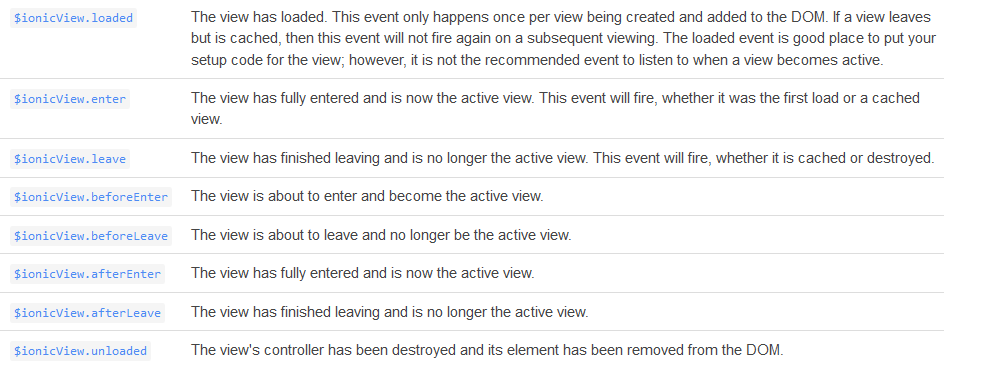 $ionicView.loaded The view has loaded. This event only happens once per view being created and added to the DOM. If a view leaves
but is cached, then this event will not fire again on a subsequent viewing. The loaded event is good place to put your
setup code for the view; however, it is not the recommended event to listen to when a view becomes active.
$ionicView.enter The view has fully entered and is now the active view. This event will fire, whether it was the first load or a cached
view.
$ionicView.leave The view has finished leaving and is no longer the active view. This event will fire, whether it is cached or destroyed.
$ionicView.beforeEnter The view is about to enter and become the active view.
$ionicView.beforeLeave The view is about to leave and no longer be the active view.
$ionicView.afterEnter The view has fully entered and is now the active view.
$ionicView.afterLeave The view has finished leaving and is no longer the active view.
$ionicView.unloaded The view's controller has been destroyed and its element has been removed from the DOM.